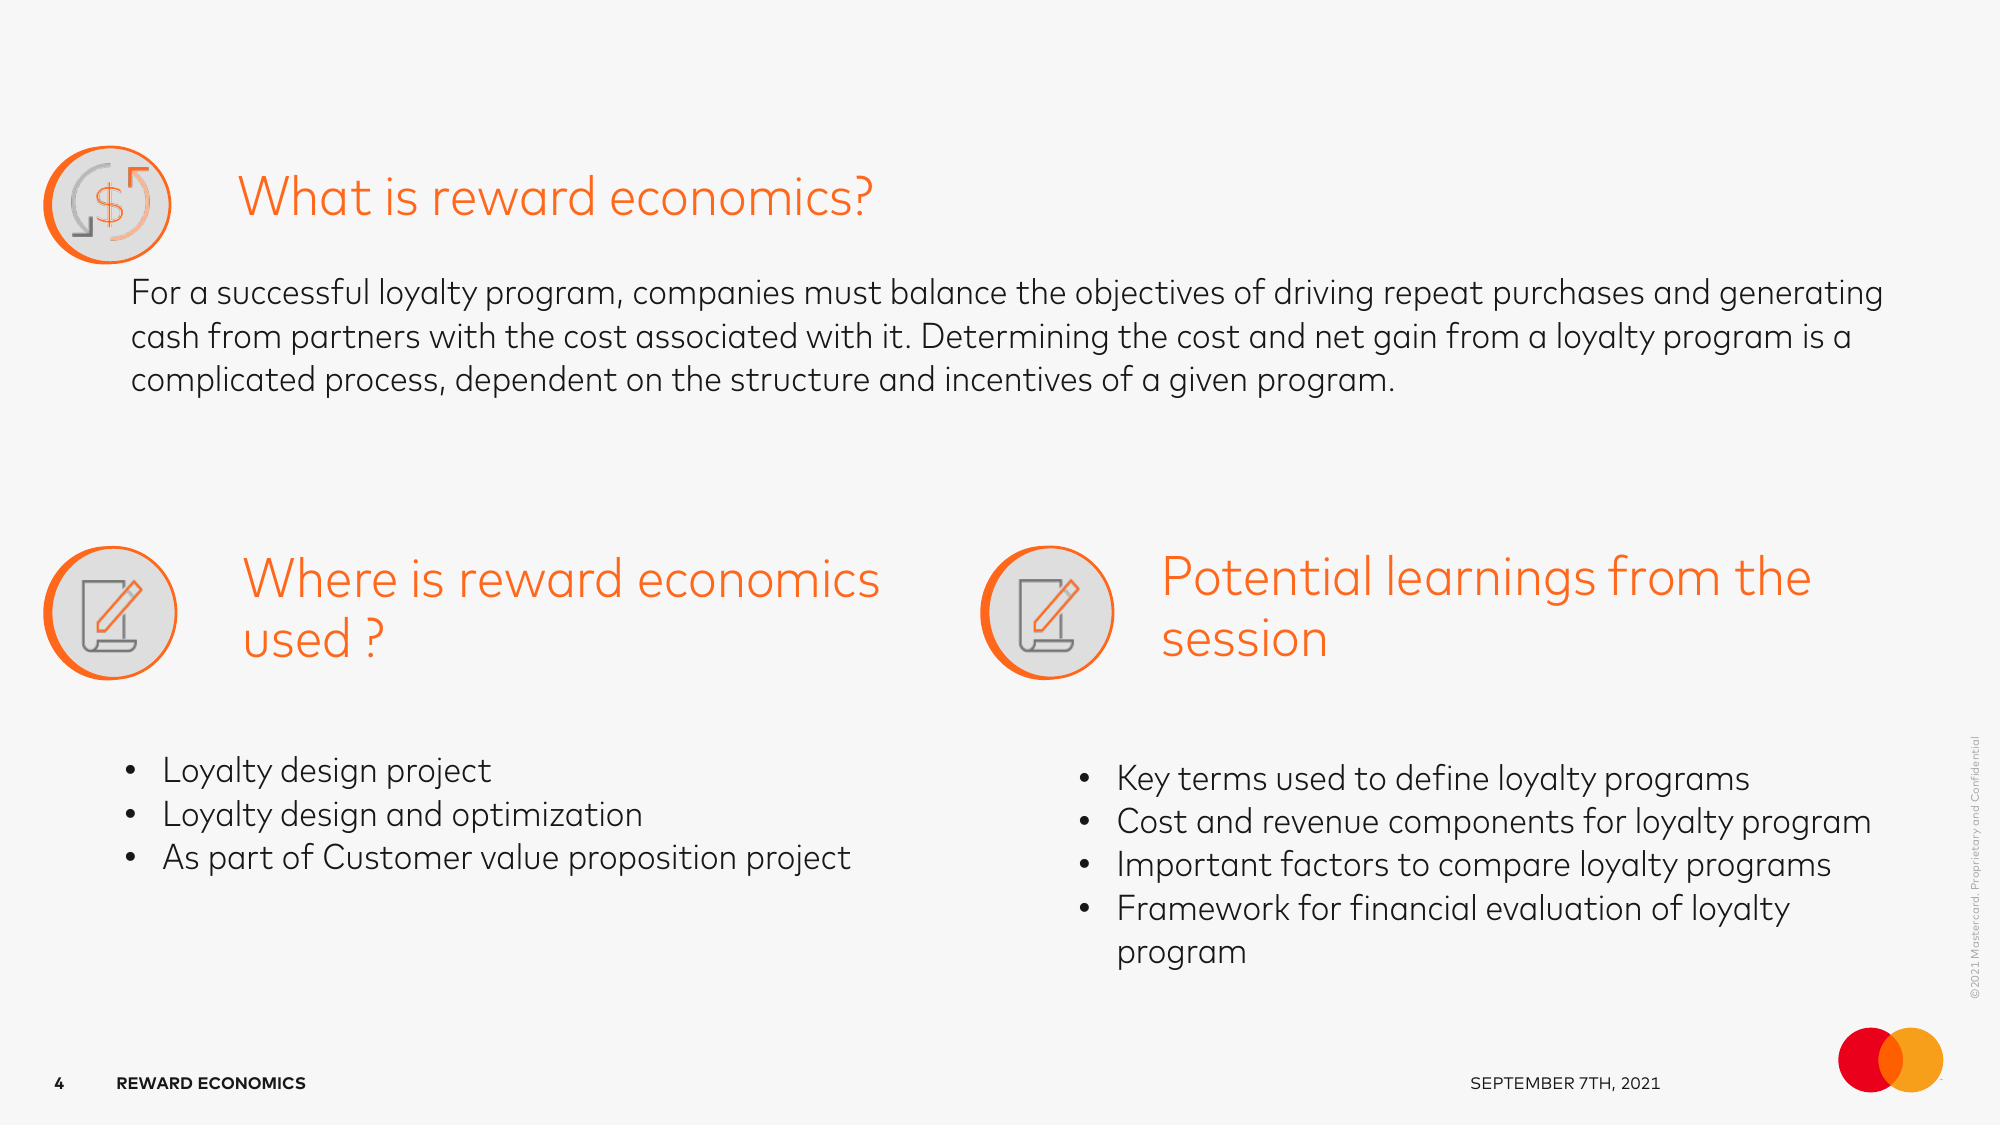 What is reward economics?
For a successful loyalty program, companies must balance the objectives of driving repeat purchases and generating
cash from partners with the cost associated with it. Determining the cost and net gain from a loyalty program is a
complicated process, dependent on the structure and incentives of a given program.
Where is reward economics
used ?
• Loyalty design project
• Loyalty design and optimization
• As part of Customer value proposition project
Potential learnings from the
session
• Key terms used to define loyalty programs
• Cost and revenue components for loyalty program
• Important factors to compare loyalty programs
• Framework for financial evaluation of loyalty
program
©2021 Mastercard. Proprietary and Confidential
4 REWARD ECONOMICS
SEPTEMBER 7TH, 2021